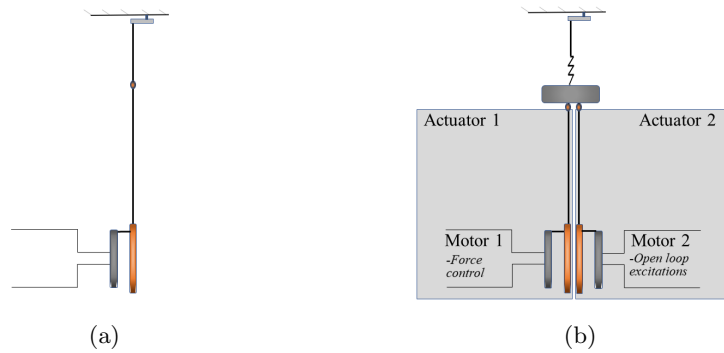 Actuator 1
Actuator 2
Motor 1
-Force
control
Motor 2
-Open loop
excitations
(a)
(b)